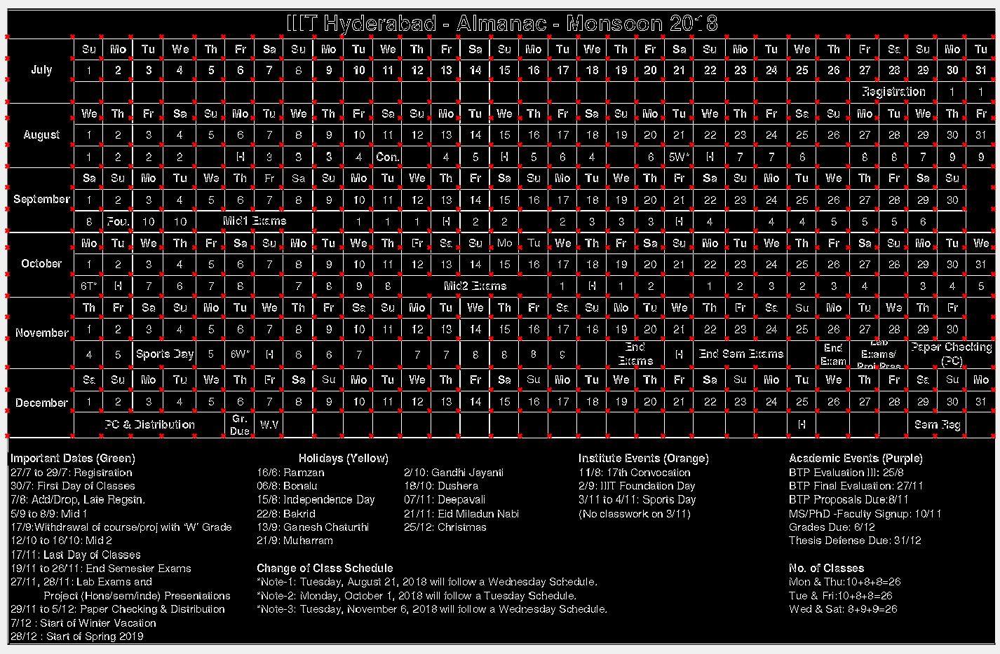 IIIT Hyderabad - Almanac - Monsoon 2018
Su Mo Tu We Th Fr Sa Su Mo Tu We Th Fr Sa Su Mo Tu We Th Fr Sa Su Mo Tu We Th Fr Sa Su Mo Tu
July 1 2 3 4 5 6 7 8 9 10 11 12 13 14 15 16 17 18 19 20 21 22 23 24 25 26 27 28 29 30 31
Registration 1 1
We Th Fr Sa Su Mo Tu We Th Fr Sa Su Mo Tu We Th Fr Sa Su Mo Tu We Th Fr Sa Su Mo Tu We Th Fr
August 1 2 3 4 5 6 7 8 9 10 11 12 13 14 15 16 17 18 19 20 21 22 23 24 25 26 27 28 29 30 31
1 2 2 2 H 3 3 3 4 Con. 4 5 H 5 6 4 6 5W* H 7 7 6 8 8 7 9 9
Sa Su Mo Tu We Th Fr Sa Su Mo Tu We Th Fr Sa Su Mo Tu We Th Fr Sa Su Mo Tu We Th Fr Sa Su
September 1 2 3 4 5 6 7 8 9 10 11 12 13 14 15 16 17 18 19 20 21 22 23 24 25 26 27 28 29 30
8 Fou. 10 10 Mid1 Exams 1 1 1 H 2 2 2 3 3 3 H 4 4 4 5 5 5 6
Mo Tu We Th Fr Sa Su Mo Tu We Th Fr Sa Su Mo Tu We Th Fr Sa Su Mo Tu We Th Fr Sa Su Mo Tu We
October 1 2 3 4 5 6 7 8 9 10 11 12 13 14 15 16 17 18 19 20 21 22 23 24 25 26 27 28 29 30 31
6T* H 7 6 7 8 7 8 9 8 Mid2 Exams 1 H 1 2 1 2 3 2 3 4 3 4 5
Th Fr Sa Su Mo Tu We Th Fr Sa Su Mo Tu We Th Fr Sa Su Mo Tu We Th Fr Sa Su Mo Tu We Th Fr
November 1 2 3 4 5 6 7 8 9 10 11 12 13 14 15 16 17 18 19 20 21 22 23 24 25 26 27 28 29 30
4 5 Sports Day 5 6W* H 6 6 7 7 7 8 8 8 9 End Exams H End Sem Exams End Exam Lab Exams/ Proj Pres Paper Checking (PC)
Sa Su Mo Tu We Th Fr Sa Su Mo Tu We Th Fr Sa Su Mo Tu We Th Fr Sa Su Mo Tu We Th Fr Sa Su Mo
December 1 2 3 4 5 6 7 8 9 10 11 12 13 14 15 16 17 18 19 20 21 22 23 24 25 26 27 28 29 30 31
PC & Distribution Gr. Due W.V H Sem Reg
Important Dates (Green)
27/7 to 29/7: Registration
30/7: First Day of Classes
7/8: Add/Drop, Late Regstn.
5/9 to 8/9: Mid 1
17/9:Withdrawal of course/proj with ‘W’ Grade
12/10 to 16/10: Mid 2
17/11: Last Day of Classes
19/11 to 26/11: End Semester Exams
27/11, 28/11: Lab Exams and
Project (Hons/sem/inde) Presentations
29/11 to 5/12: Paper Checking & Distribution
7/12 : Start of Winter Vacation
28/12 : Start of Spring 2019
Holidays (Yellow)
16/6: Ramzan
06/8: Bonalu
15/8: Independence Day
22/8: Bakrid
13/9: Ganesh Chaturthi
21/9: Muharram
2/10: Gandhi Jayanti
18/10: Dushera
07/11: Deepavali
21/11: Eid Miladun Nabi
25/12: Christmas
Change of Class Schedule
*Note-1: Tuesday, August 21, 2018 will follow a Wednesday Schedule.
*Note-2: Monday, October 1, 2018 will follow a Tuesday Schedule.
*Note-3: Tuesday, November 6, 2018 will follow a Wednesday Schedule.
Institute Events (Orange)
11/8: 17th Convocation
2/9: IIIT Foundation Day
3/11 to 4/11: Sports Day
(No classwork on 3/11)
Academic Events (Purple)
BTP Evaluation III: 25/8
BTP Final Evaluation: 27/11
BTP Proposals Due:8/11
MS/PhD -Faculty Signup: 10/11
Grades Due: 6/12
Thesis Defense Due: 31/12
No. of Classes
Mon & Thu:10+8+8=26
Tue & Fri:10+8+8=26
Wed & Sat: 8+9+9=26